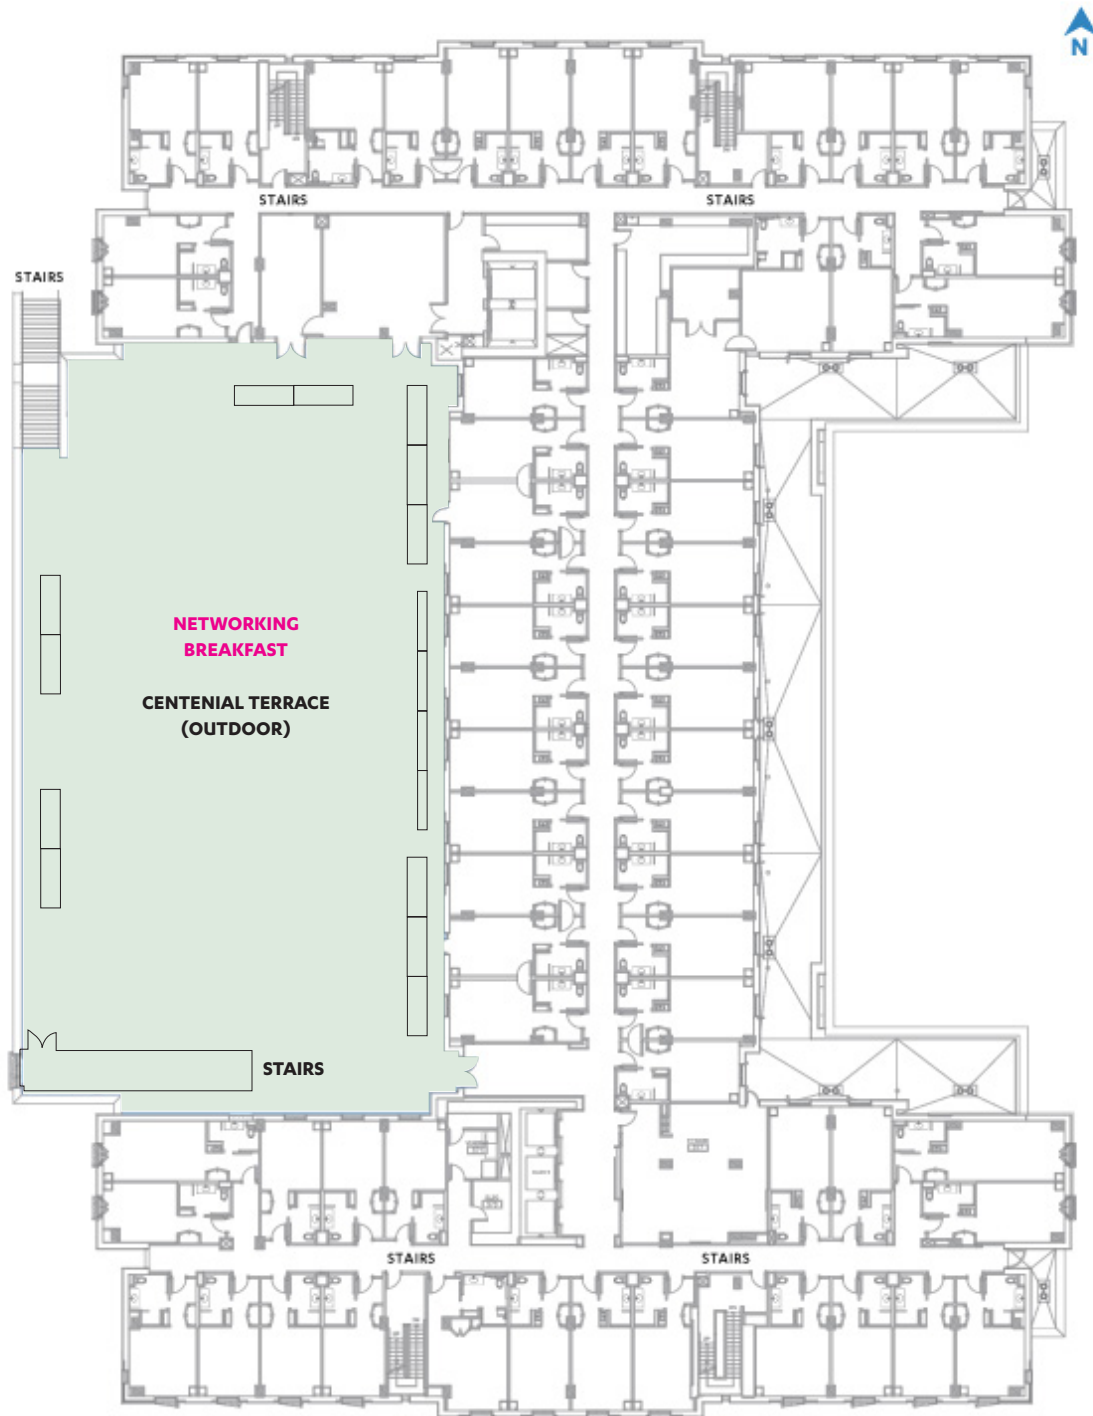 N
STAIRS
STAIRS
STAIRS
NETWORKING
BREAKFAST
CENTENIAL TERRACE
(OUTDOOR)
STAIRS
STAIRS
STAIRS